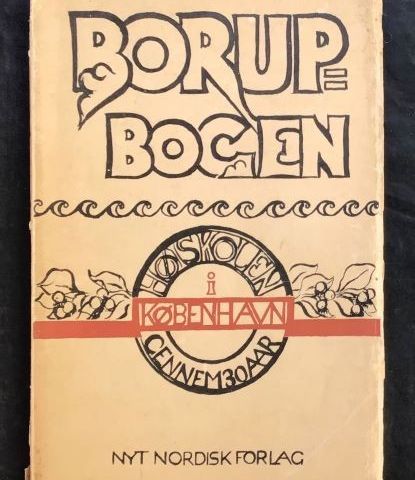 BORUP=
BOGEN
HØJSKOLEN
i
KØBENHAVN
GENNEM 30 AAR
NYT NORDISK FORLAG